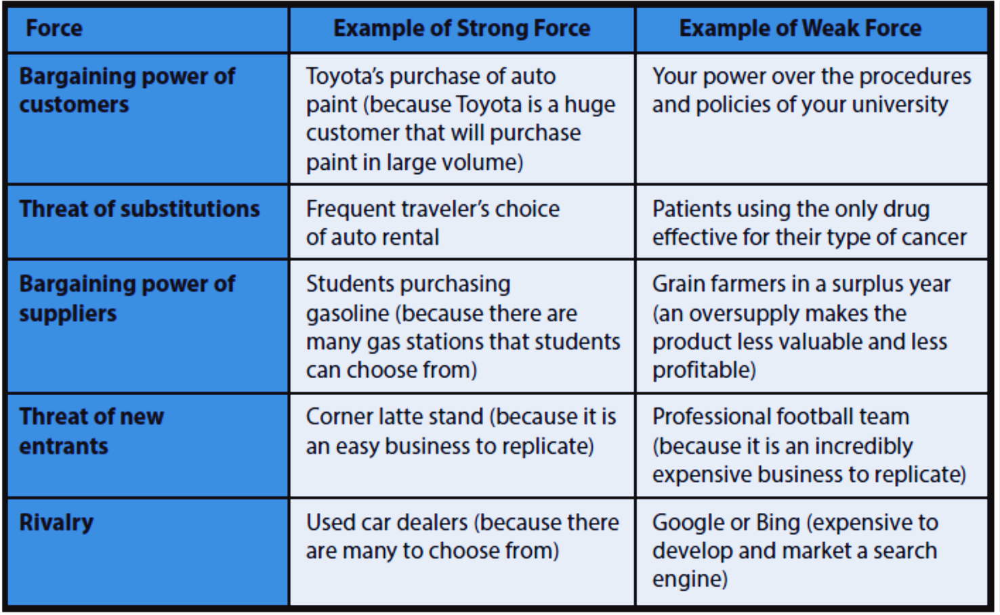 Force
Example of Strong Force
Example of Weak Force
Bargaining power of
customers
Toyota’s purchase of auto
paint (because Toyota is a huge
customer that will purchase
paint in large volume)
Your power over the procedures
and policies of your university
Threat of substitutions
Frequent traveler’s choice
of auto rental
Patients using the only drug
effective for their type of cancer
Bargaining power of
suppliers
Students purchasing
gasoline (because there are
many gas stations that students
can choose from)
Grain farmers in a surplus year
(an oversupply makes the
product less valuable and less
profitable)
Threat of new
entrants
Corner latte stand (because it is
an easy business to replicate)
Professional football team
(because it is an incredibly
expensive business to replicate)
Rivalry
Used car dealers (because there
are many to choose from)
Google or Bing (expensive to
develop and market a search
engine)